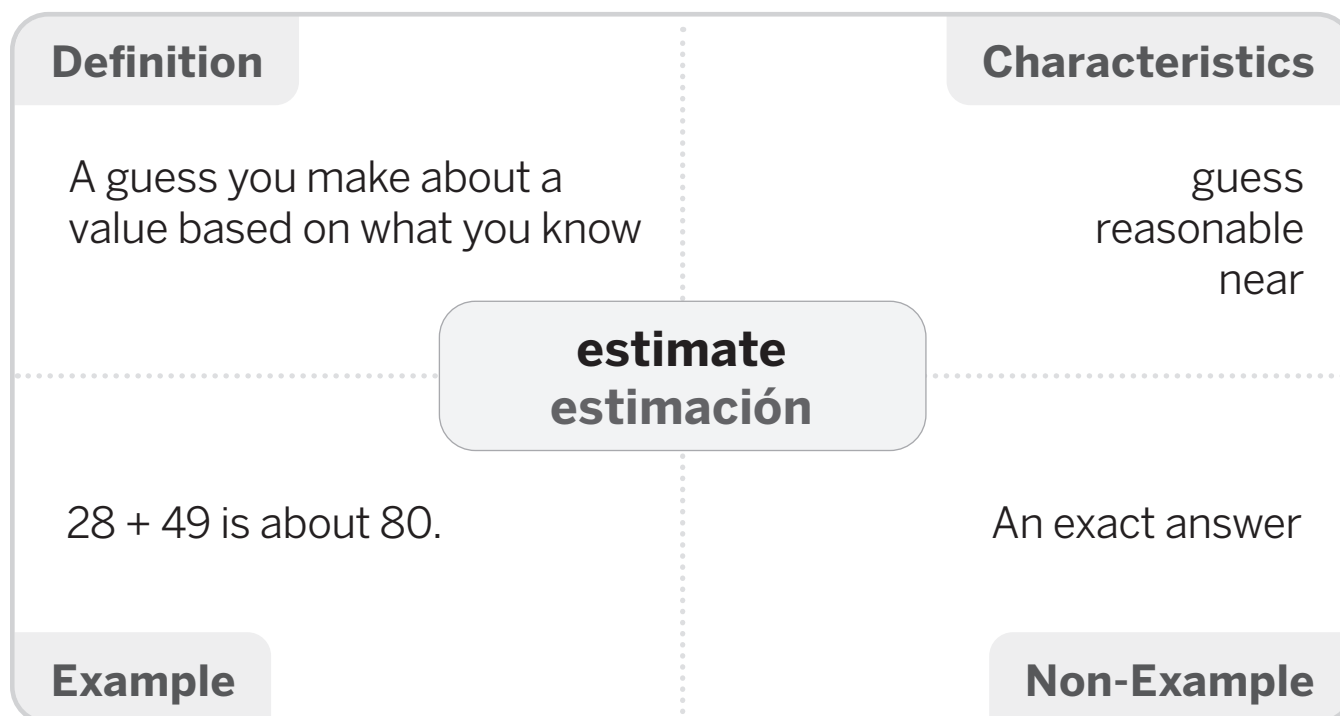 Definition
A guess you make about a
value based on what you know
Characteristics
guess
reasonable
near
estimate
estimación
28 + 49 is about 80.
Example
An exact answer
Non-Example